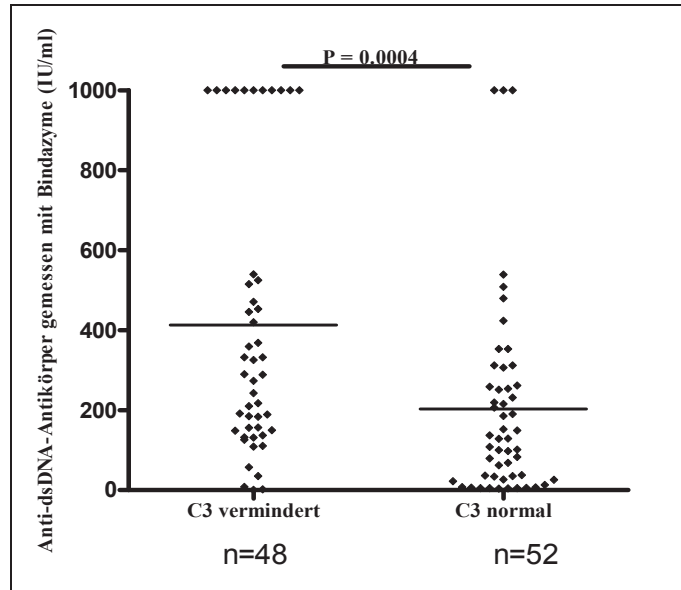 P = 0.0004
Anti-dsDNA-Antikörper gemessen mit Bindazyme (IU/ml)
1000
800
600
400
200
0
C3 vermindert C3 normal
n=48 n=52